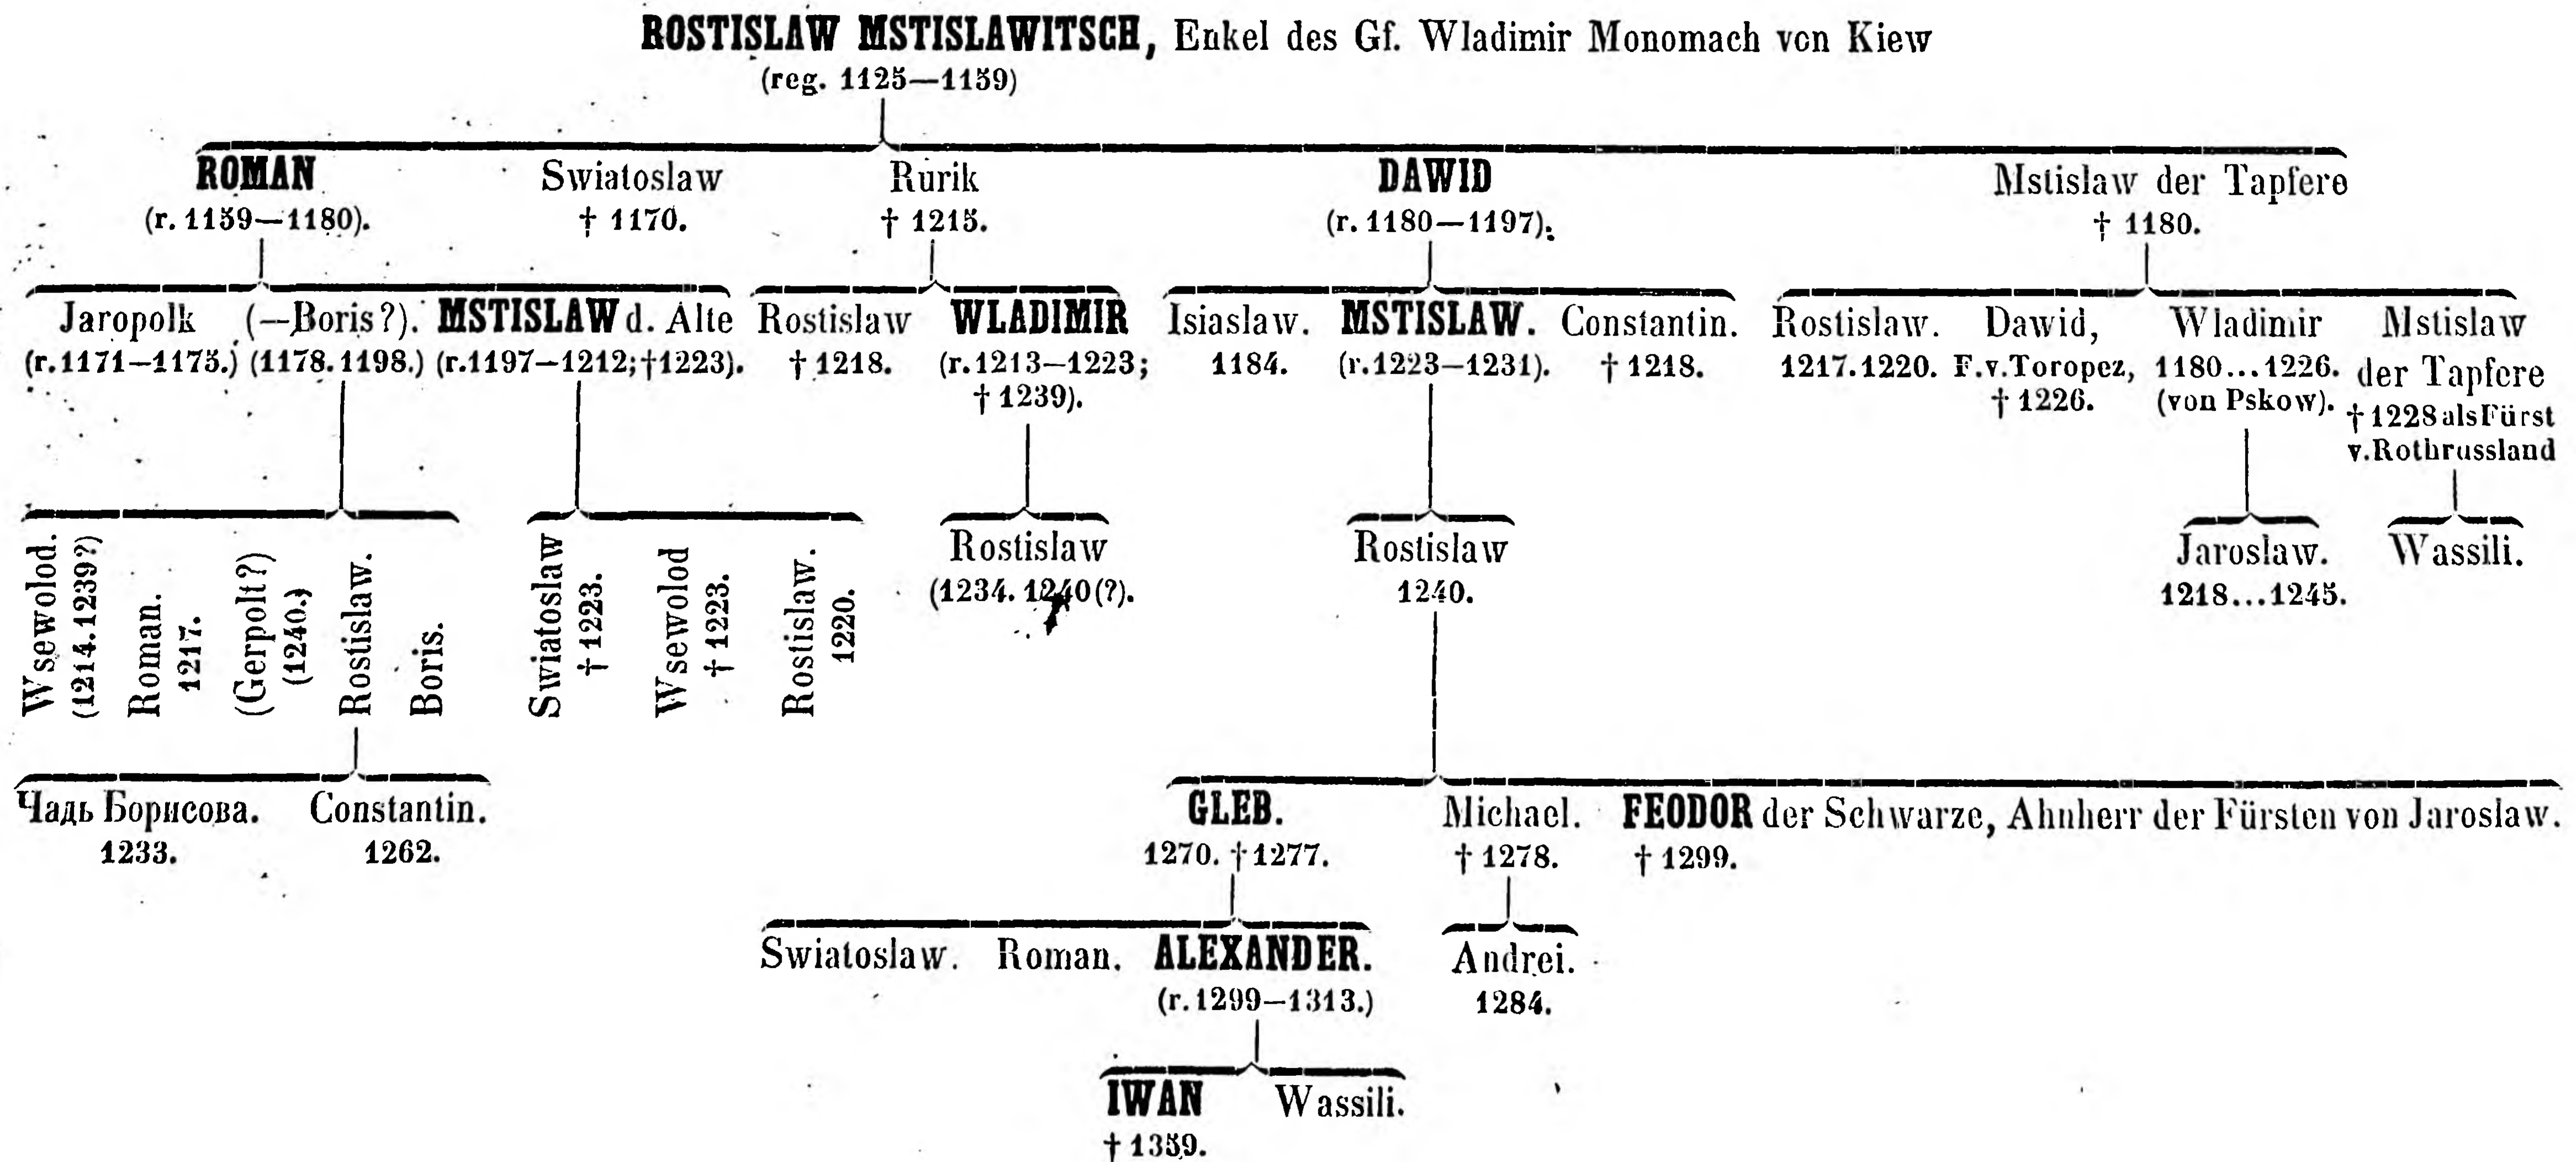 ROSTISLAW MSTISLAWITSCH, Enkel des Gf. Wladimir Monomach von Kiew
(reg. 1125—1159)
ROMAN Swiatoslaw Rurik DAWID Mstislaw der Tapfere
(r. 1159—1180). † 1170. † 1215. (r. 1180—1197). † 1180.
Jaropolk (—Boris?). MSTISLAW d. Alte Rostislaw WLADIMIR Isiaslaw. MSTISLAW. Constantin. Rostislaw. Dawid, Wladimir Mstislaw
(r. 1171—1175.) (1178. 1198.) (r. 1197—1212; † 1223). † 1218. (r. 1213—1223; 1184. (r. 1223—1231). † 1218. 1217. 1220. F. v. Toropez, 1180...1226. der Tapfere
† 1239). † 1226. (von Pskow). † 1228 als Fürst
v. Rothrussland
Wsewolod.
(1214. 1239?)
Roman.
1217.
(Gerpolt?)
(1240.)
Rostislaw.
Boris.
Swiatoslaw
† 1223.
Wsewolod
† 1223.
Rostislaw.
1220.
Rostislaw Rostislaw Jaroslaw. Wassili.
(1234. 1240 (?). 1240. 1218...1245.
Чадь Борисова. Constantin. GLEB. Michael. FEODOR der Schwarze, Ahnherr der Fürsten von Jaroslaw.
1233. 1262. 1270. † 1277. † 1278. † 1299.
Swiatoslaw. Roman. ALEXANDER. Andrei.
(r. 1299—1313.) 1284.
IWAN Wassili.
† 1359.